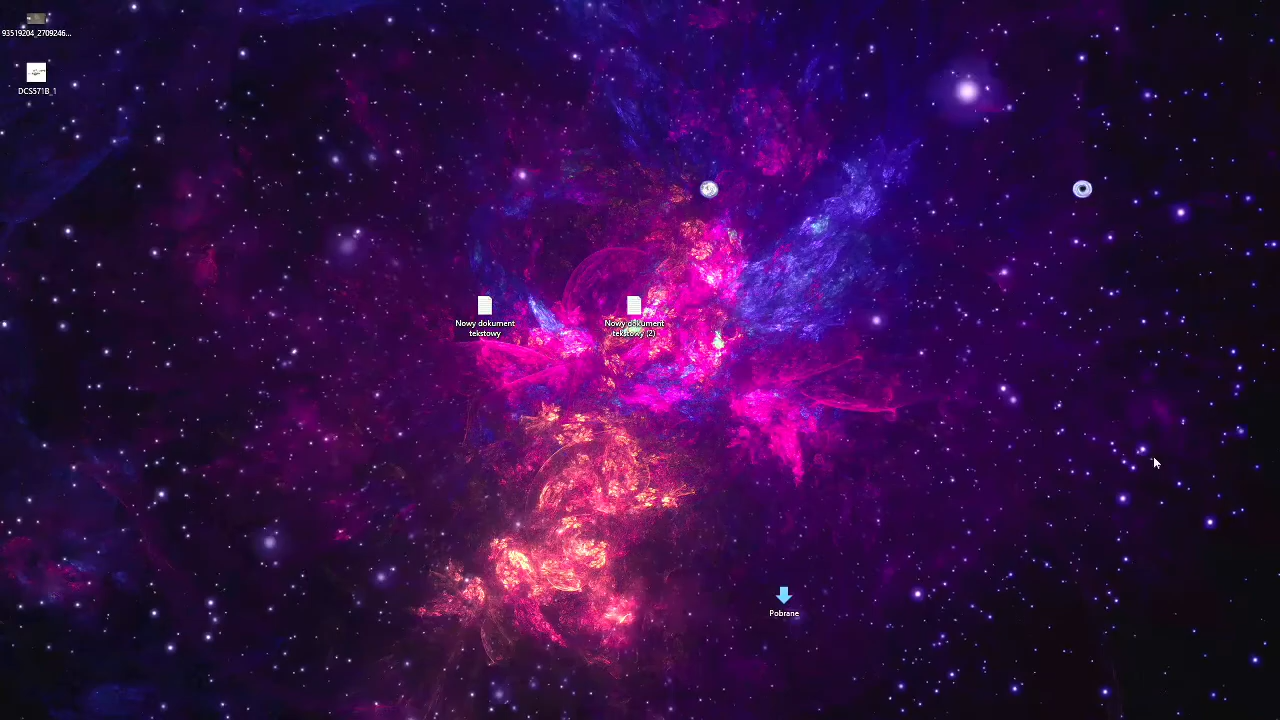 93519204_2709246...
DCS571B_1
Nowy dokument
tekstowy
Nowy dokument
tekstowy (2)
Pobrane